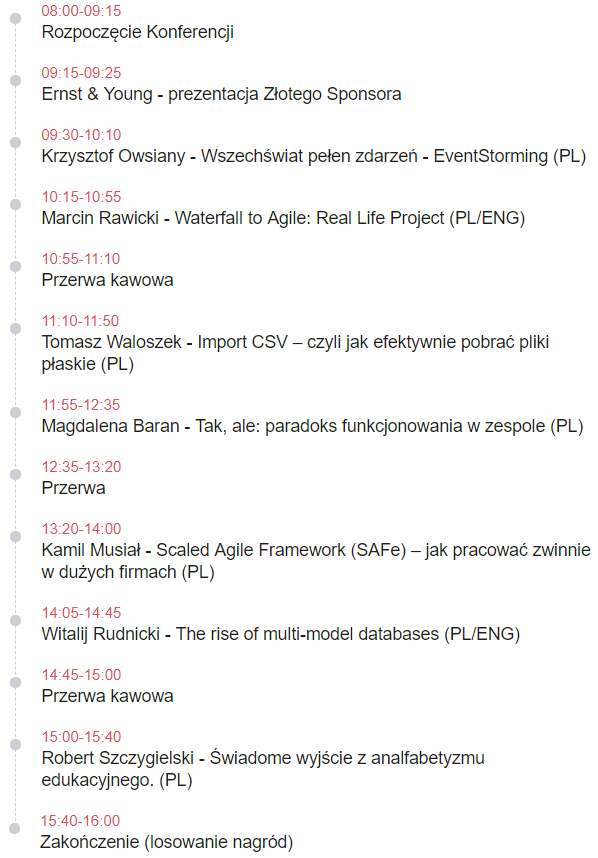 08:00-09:15
Rozpoczęcie Konferencji
09:15-09:25
Ernst & Young - prezentacja Złotego Sponsora
09:30-10:10
Krzysztof Owsiany - Wszechświat pełen zdarzeń - EventStorming (PL)
10:15-10:55
Marcin Rawicki - Waterfall to Agile: Real Life Project (PL/ENG)
10:55-11:10
Przerwa kawowa
11:10-11:50
Tomasz Waloszek - Import CSV – czyli jak efektywnie pobrać pliki
płaskie (PL)
11:55-12:35
Magdalena Baran - Tak, ale: paradoks funkcjonowania w zespole (PL)
12:35-13:20
Przerwa
13:20-14:00
Kamil Musiał - Scaled Agile Framework (SAFe) – jak pracować zwinnie
w dużych firmach (PL)
14:05-14:45
Witalij Rudnicki - The rise of multi-model databases (PL/ENG)
14:45-15:00
Przerwa kawowa
15:00-15:40
Robert Szczygielski - Świadome wyjście z analfabetyzmu
edukacyjnego. (PL)
15:40-16:00
Zakończenie (losowanie nagród)